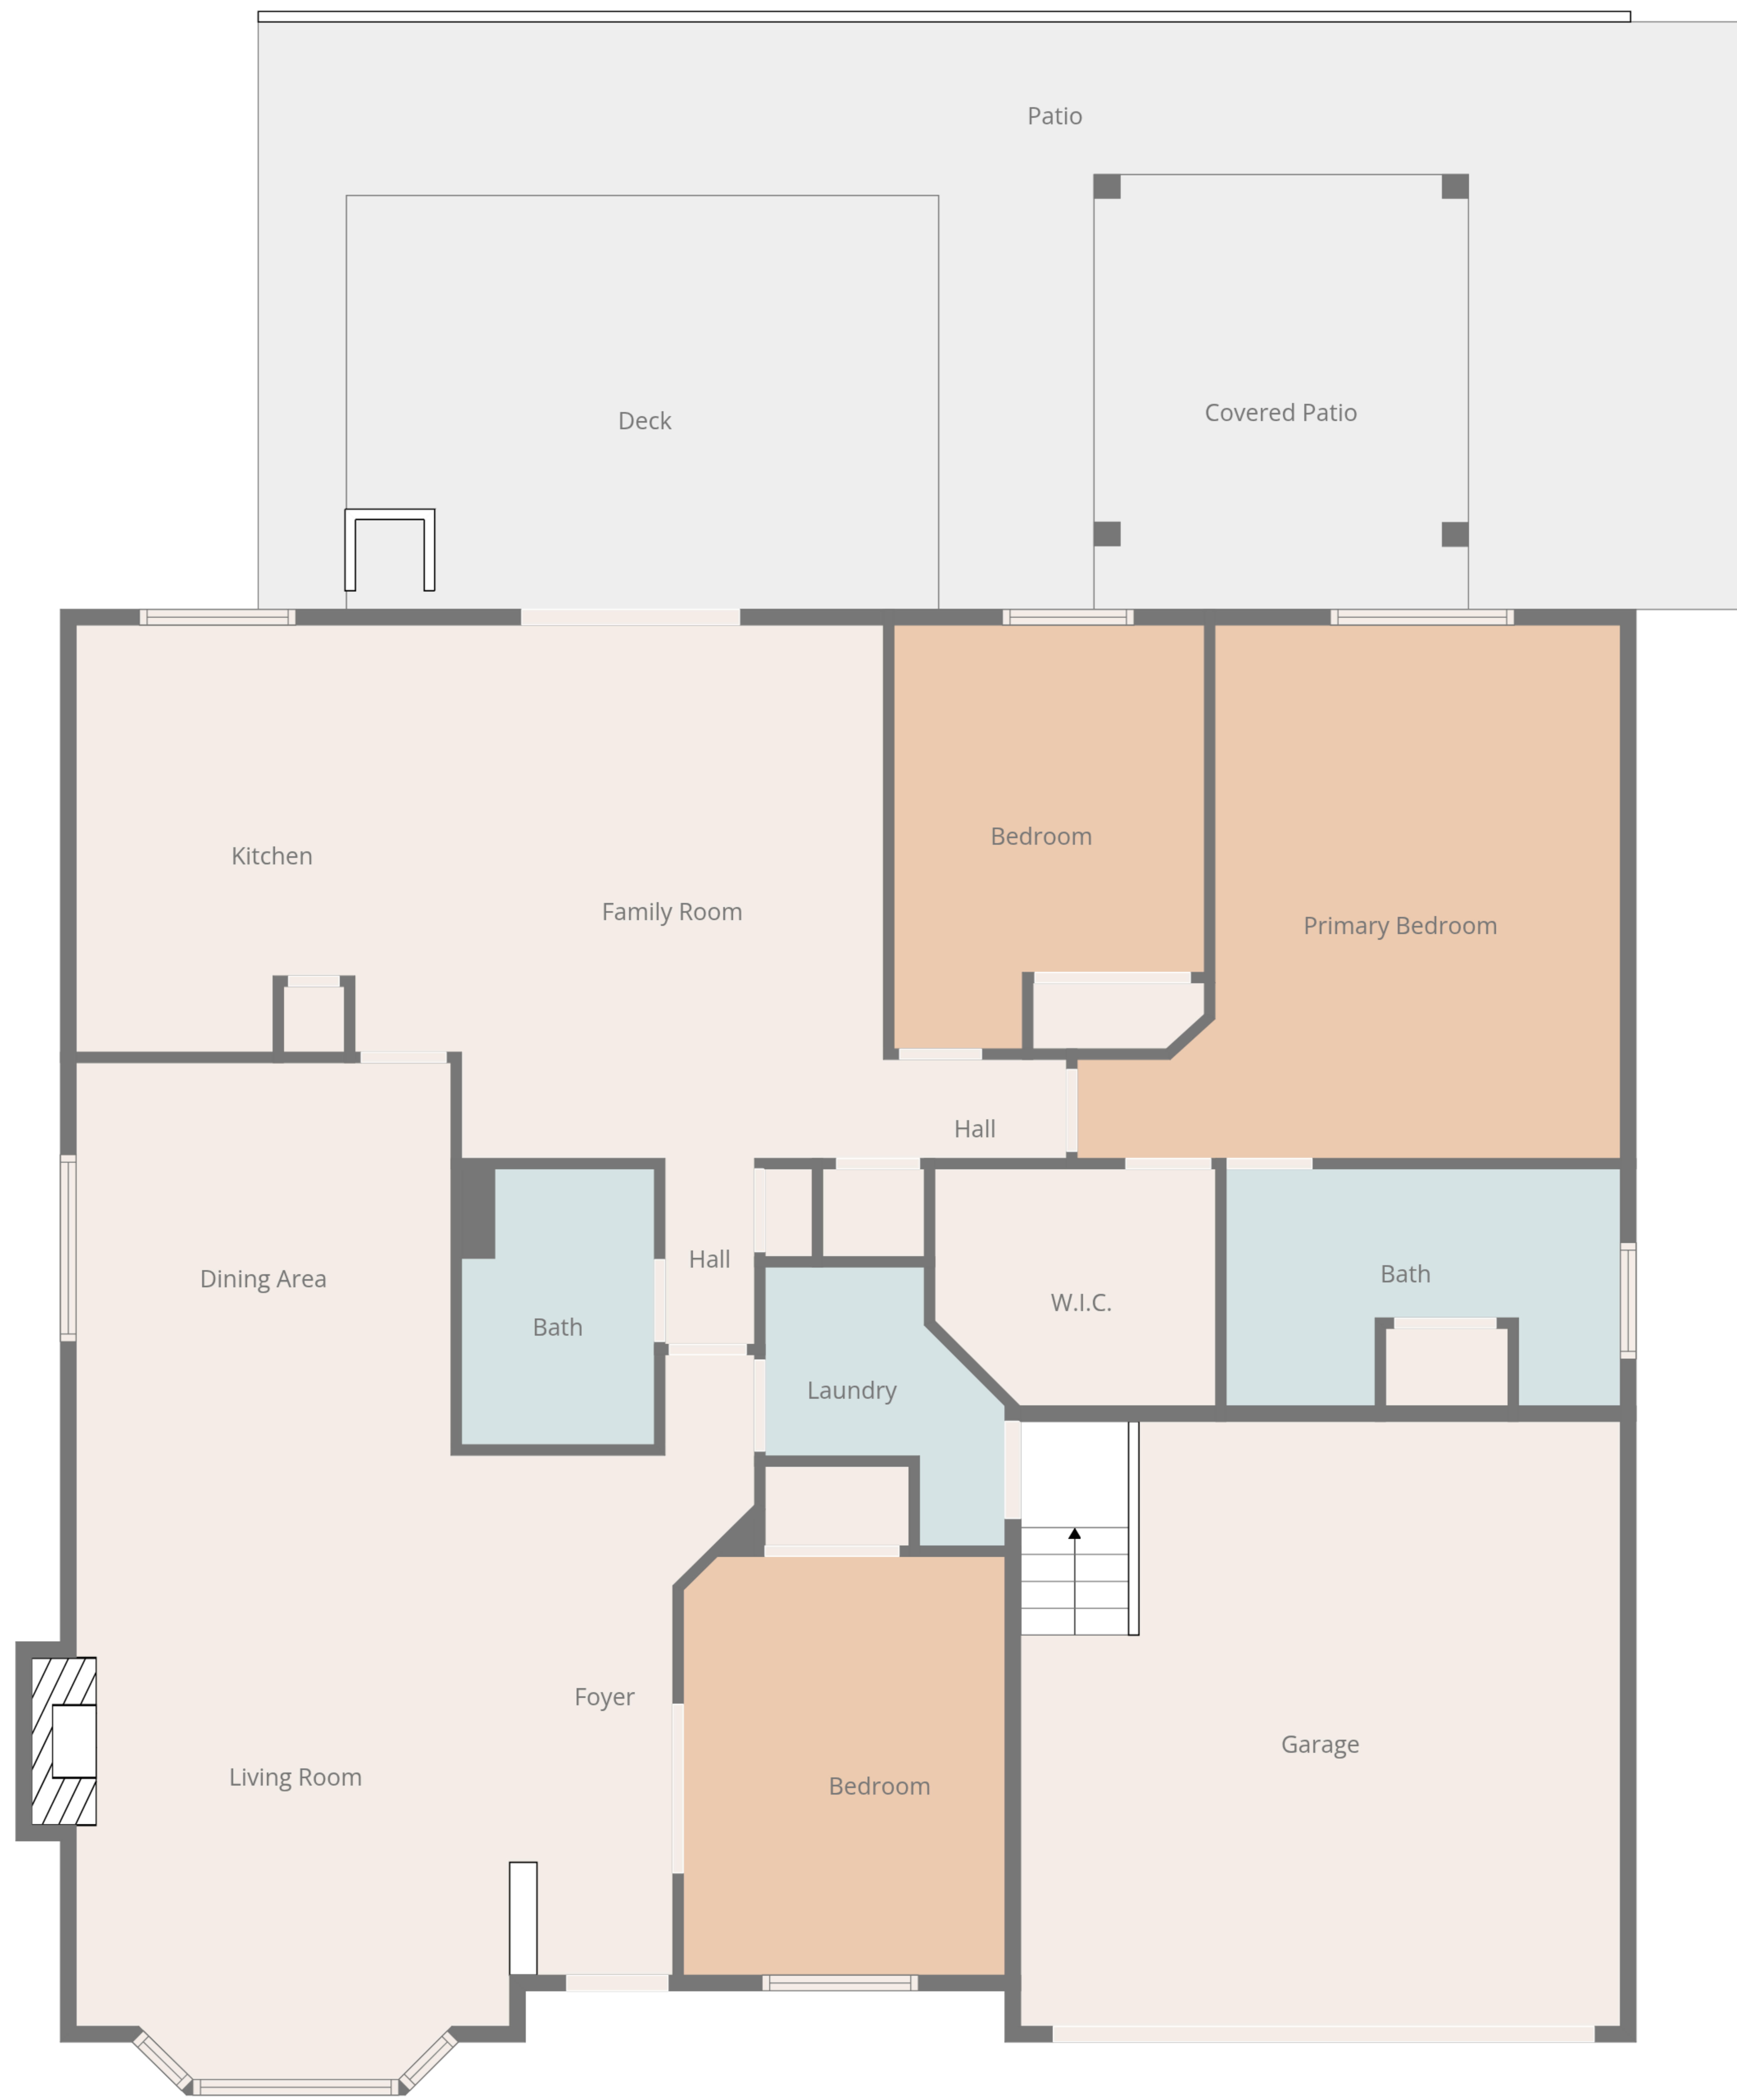 Patio
Deck
Covered Patio
Bedroom
Kitchen
Family Room
Primary Bedroom
Hall
Hall
Dining Area
Bath
W.I.C.
Bath
Laundry
Foyer
Garage
Living Room
Bedroom